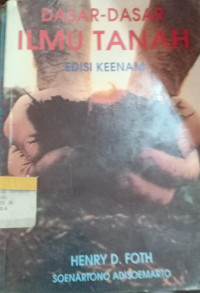 DASAR-DASAR
ILMU TANAH
EDISI KEENAM
HENRY D. FOTH
SOENARTONO ADISOEMARTO